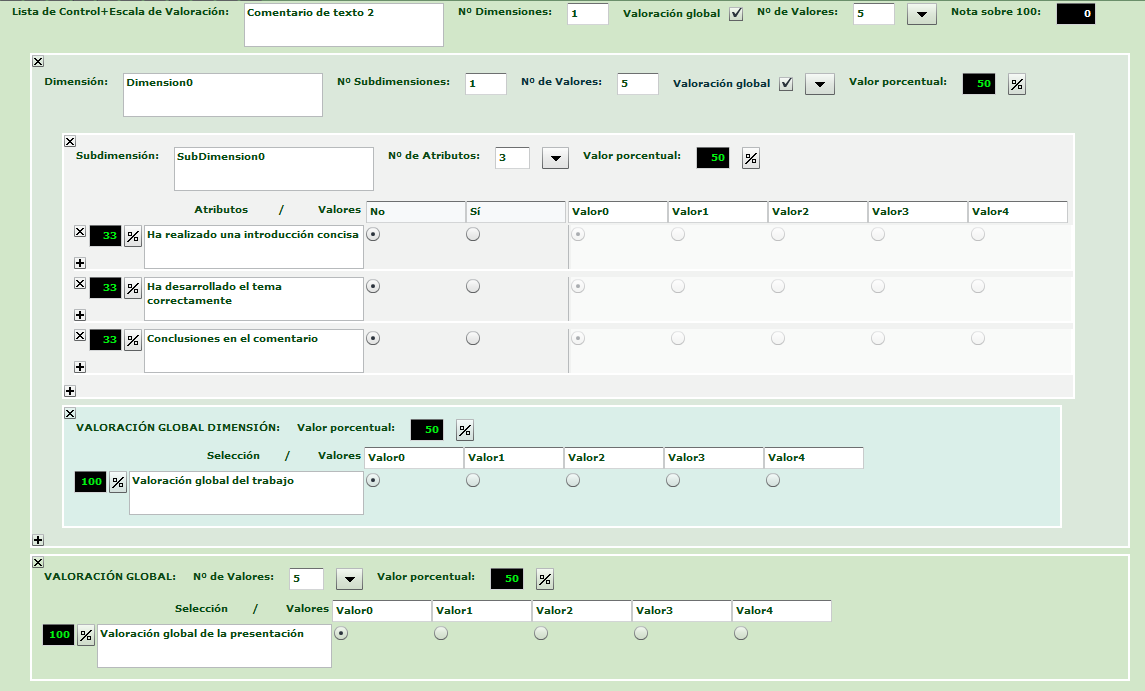 Lista de Control+Escala de Valoración: Comentario de texto 2 Nº Dimensiones: 1 Valoración global Nº de Valores: 5 Nota sobre 100: 0
Dimensión: Dimension0 Nº Subdimensiones: 1 Nº de Valores: 5 Valoración global Valor porcentual: 50 %
Subdimensión: SubDimension0 Nº de Atributos: 3 Valor porcentual: 50 %
Atributos / Valores No Sí Valor0 Valor1 Valor2 Valor3 Valor4
33 % Ha realizado una introducción concisa
33 % Ha desarrollado el tema
correctamente
33 % Conclusiones en el comentario
VALORACIÓN GLOBAL DIMENSIÓN: Valor porcentual: 50 %
Selección / Valores Valor0 Valor1 Valor2 Valor3 Valor4
100 % Valoración global del trabajo
VALORACIÓN GLOBAL: Nº de Valores: 5 Valor porcentual: 50 %
Selección / Valores Valor0 Valor1 Valor2 Valor3 Valor4
100 % Valoración global de la presentación